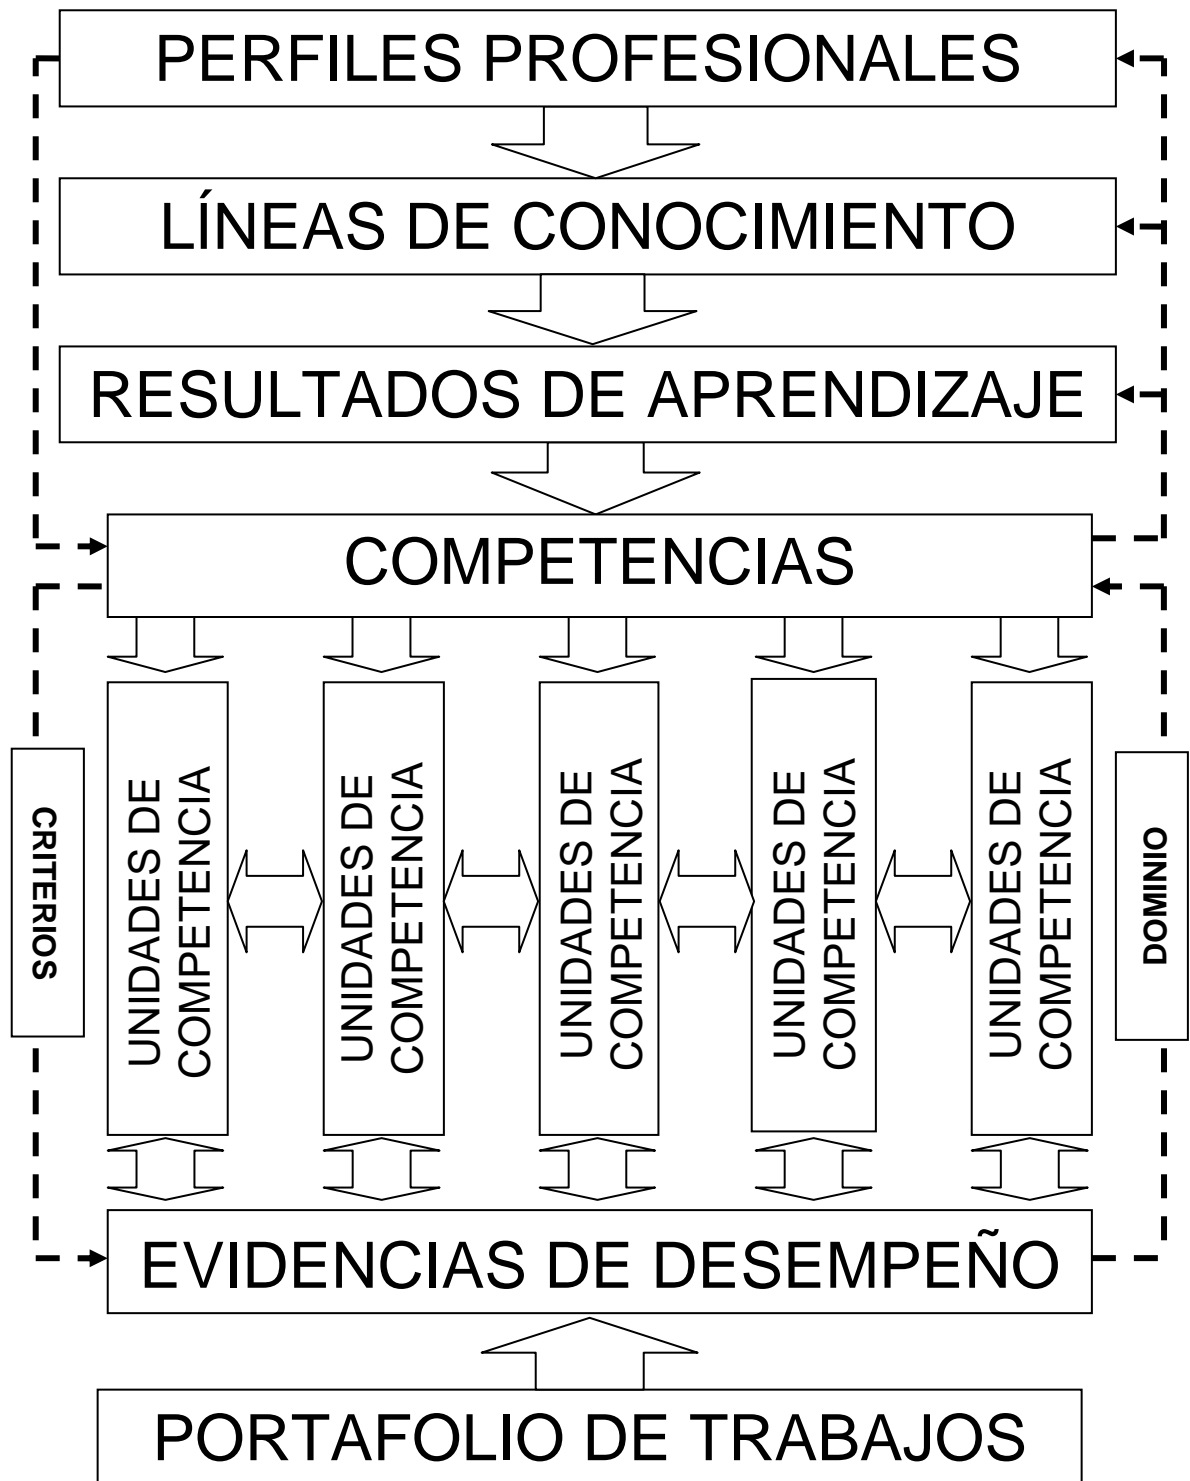 PERFILES PROFESIONALES
LÍNEAS DE CONOCIMIENTO
RESULTADOS DE APRENDIZAJE
COMPETENCIAS
CRITERIOS
UNIDADES DE
COMPETENCIA
UNIDADES DE
COMPETENCIA
UNIDADES DE
COMPETENCIA
UNIDADES DE
COMPETENCIA
UNIDADES DE
COMPETENCIA
DOMINIO
EVIDENCIAS DE DESEMPEÑO
PORTAFOLIO DE TRABAJOS